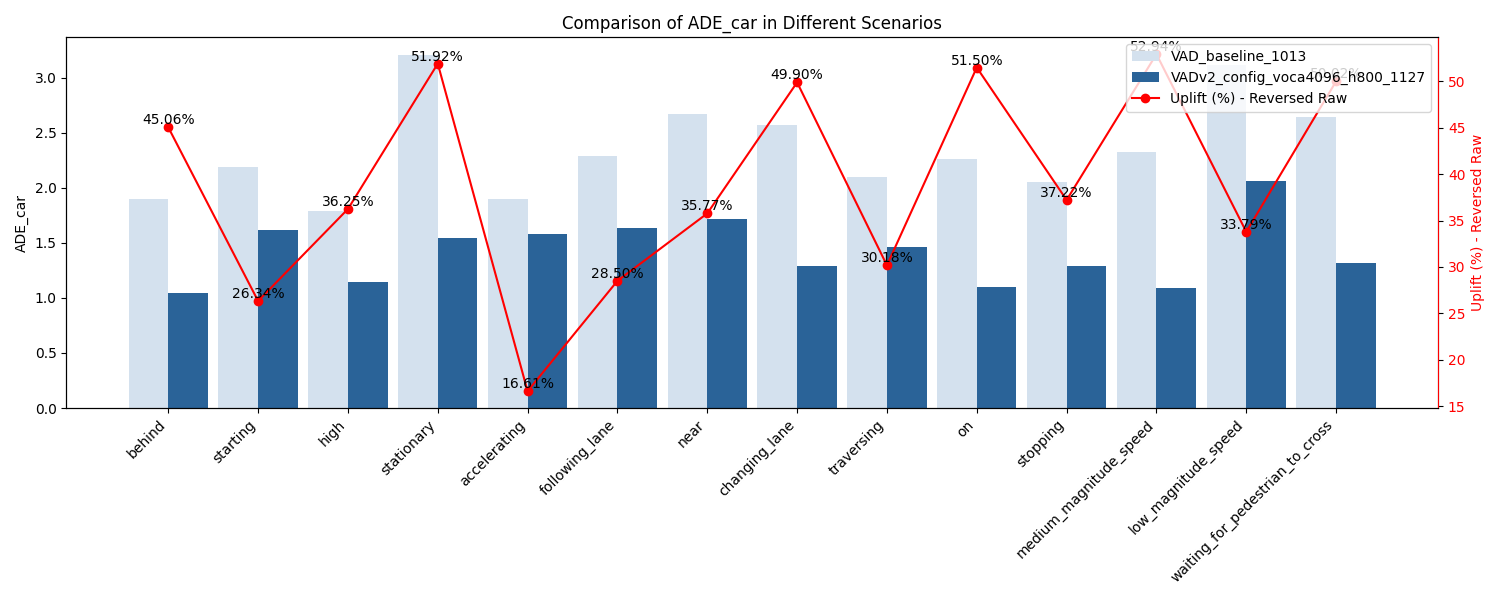 Comparison of ADE_car in Different Scenarios
VAD_baseline_1013
VADv2_config_voca4096_h800_1127
Uplift (%) - Reversed Raw
ADE_car
3.0
2.5
2.0
1.5
1.0
0.5
0.0
45.06%
26.34%
36.25%
51.92%
16.61%
28.50%
35.77%
49.90%
30.18%
51.50%
37.22%
52.94%
33.79%
50
45
40
35
30
25
20
15
Uplift (%) - Reversed Raw
behind
starting
high
stationary
accelerating
following_lane
near
changing_lane
traversing
on
stopping
medium_magnitude_speed
low_magnitude_speed
waiting_for_pedestrian_to_cross